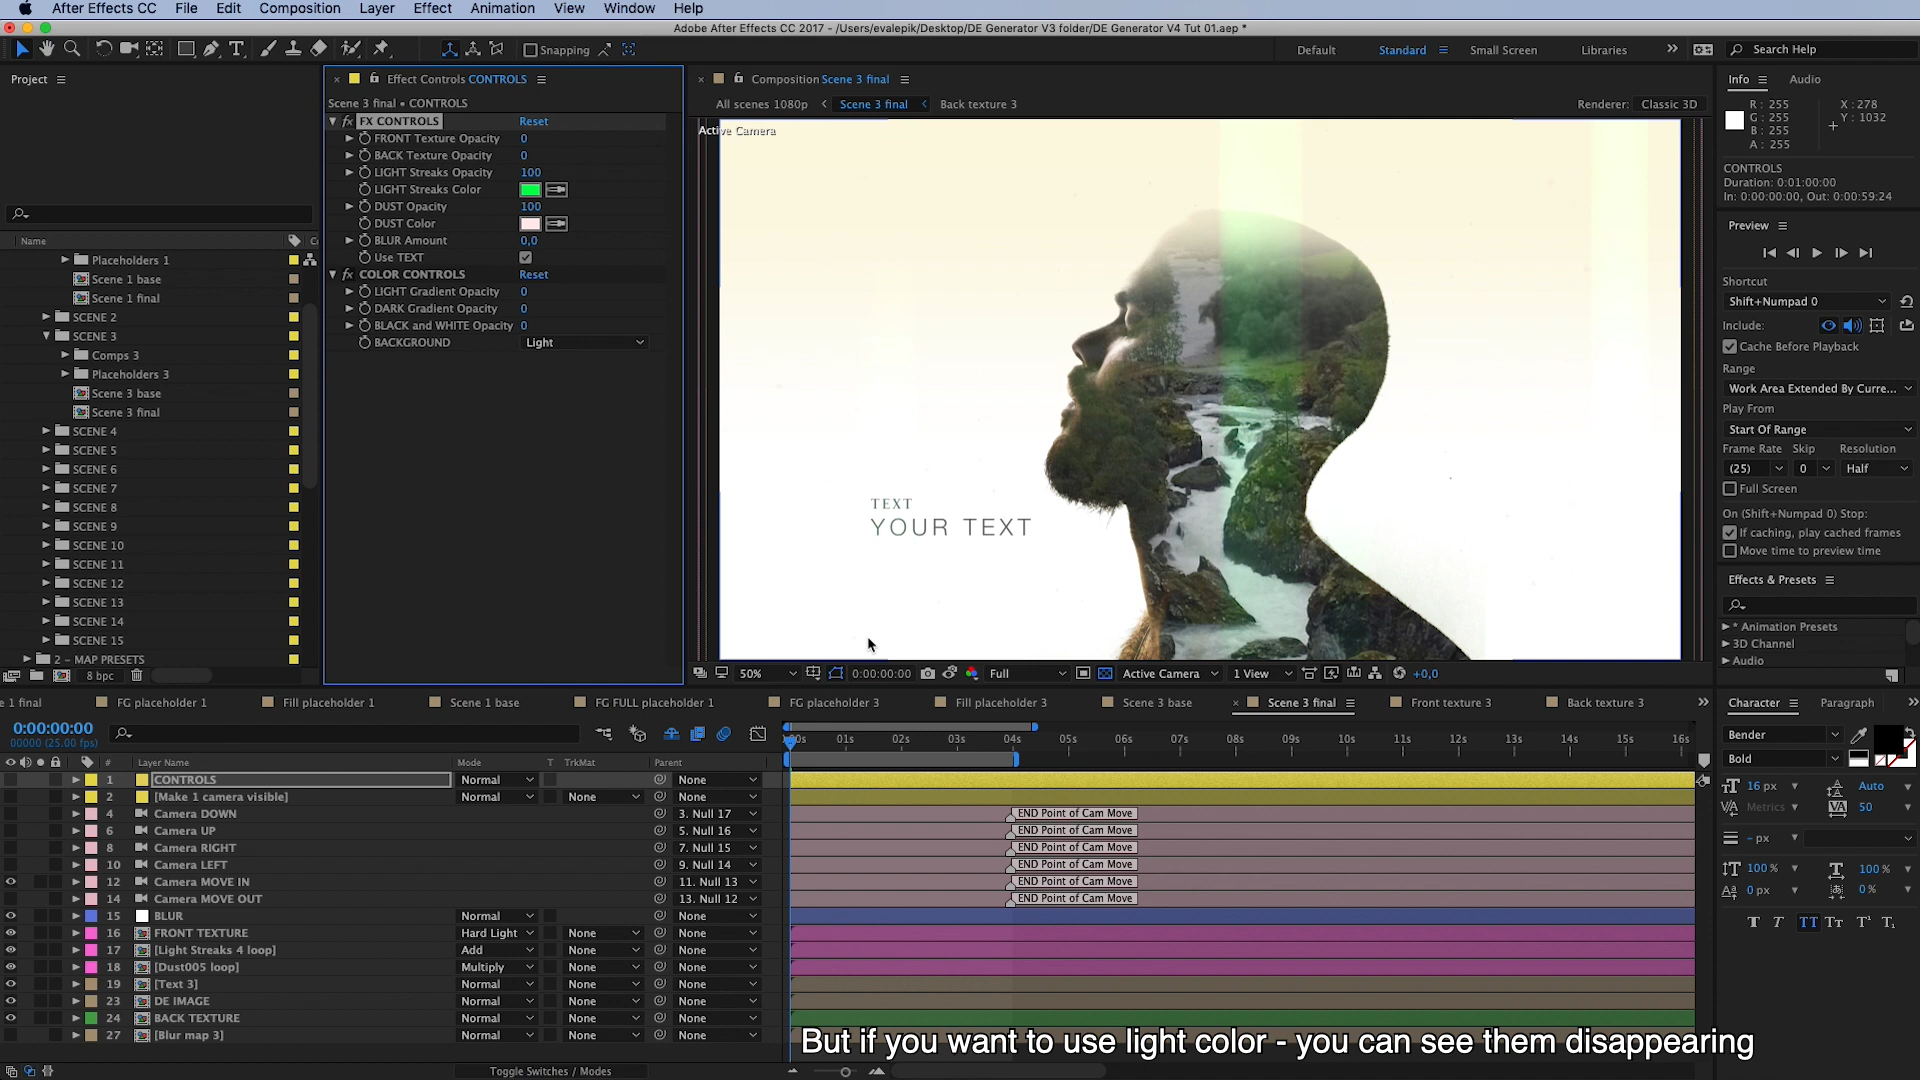 After Effects CC File Edit Composition Layer Effect Animation View Window Help
Adobe After Effects CC 2017 - /Users/evalepik/Desktop/DE Generator V3 folder/DE Generator V4 Tut 01.aep *
Snapping Default Standard Small Screen Libraries Search Help
Project Effect Controls CONTROLS Composition Scene 3 final Info Audio
Scene 3 final • CONTROLS All scenes 1080p Scene 3 final Back texture 3 Renderer: Classic 3D
R: 255 X: 278
G: 255 Y: 1032
B: 255
A: 255
FX CONTROLS Reset
FRONT Texture Opacity 0
BACK Texture Opacity 0
LIGHT Streaks Opacity 100
LIGHT Streaks Color
DUST Opacity 100
DUST Color
BLUR Amount 0,0
Use TEXT
COLOR CONTROLS Reset
LIGHT Gradient Opacity 0
DARK Gradient Opacity 0
BLACK and WHITE Opacity 0
BACKGROUND Light
Active Camera
TEXT
YOUR TEXT
CONTROLS
Duration: 0:01:00:00
In: 0:00:00:00, Out: 0:00:59:24
Preview
Shortcut
Shift+Numpad 0
Include:
Cache Before Playback
Range
Work Area Extended By Curre...
Play From
Start Of Range
Frame Rate Skip Resolution
(25) 0 Half
Full Screen
On (Shift+Numpad 0) Stop:
If caching, play cached frames
Move time to preview time
Effects & Presets
* Animation Presets
3D Channel
Audio
Name
Placeholders 1
Scene 1 base
Scene 1 final
SCENE 2
SCENE 3
Comps 3
Placeholders 3
Scene 3 base
Scene 3 final
SCENE 4
SCENE 5
SCENE 6
SCENE 7
SCENE 8
SCENE 9
SCENE 10
SCENE 11
SCENE 12
SCENE 13
SCENE 14
SCENE 15
2 - MAP PRESETS
8 bpc
50% 0:00:00:00 Full Active Camera 1 View +0,0
e 1 final FG placeholder 1 Fill placeholder 1 Scene 1 base FG FULL placeholder 1 FG placeholder 3 Fill placeholder 3 Scene 3 base Scene 3 final Front texture 3 Back texture 3
0:00:00:00
00000 (25.00 fps)
01s 02s 03s 04s 05s 06s 07s 08s 09s 10s 11s 12s 13s 14s 15s 16s
# Layer Name Mode T TrkMat Parent
1 CONTROLS Normal None
2 [Make 1 camera visible] Normal None None
4 Camera DOWN 3. Null 17 END Point of Cam Move
6 Camera UP 5. Null 16 END Point of Cam Move
8 Camera RIGHT 7. Null 15 END Point of Cam Move
10 Camera LEFT 9. Null 14 END Point of Cam Move
12 Camera MOVE IN 11. Null 13 END Point of Cam Move
14 Camera MOVE OUT 13. Null 12 END Point of Cam Move
15 BLUR Normal None
16 FRONT TEXTURE Hard Light None None
17 [Light Streaks 4 loop] Add None None
18 [Dust005 loop] Multiply None None
19 [Text 3] Normal None None
23 DE IMAGE Normal None None
24 BACK TEXTURE Normal None None
27 [Blur map 3] Normal None None
Toggle Switches / Modes
Character Paragraph
Bender
Bold
16 px Auto
Metrics 50
- px
100 % 100 %
0 px 0 %
But if you want to use light color - you can see them disappearing